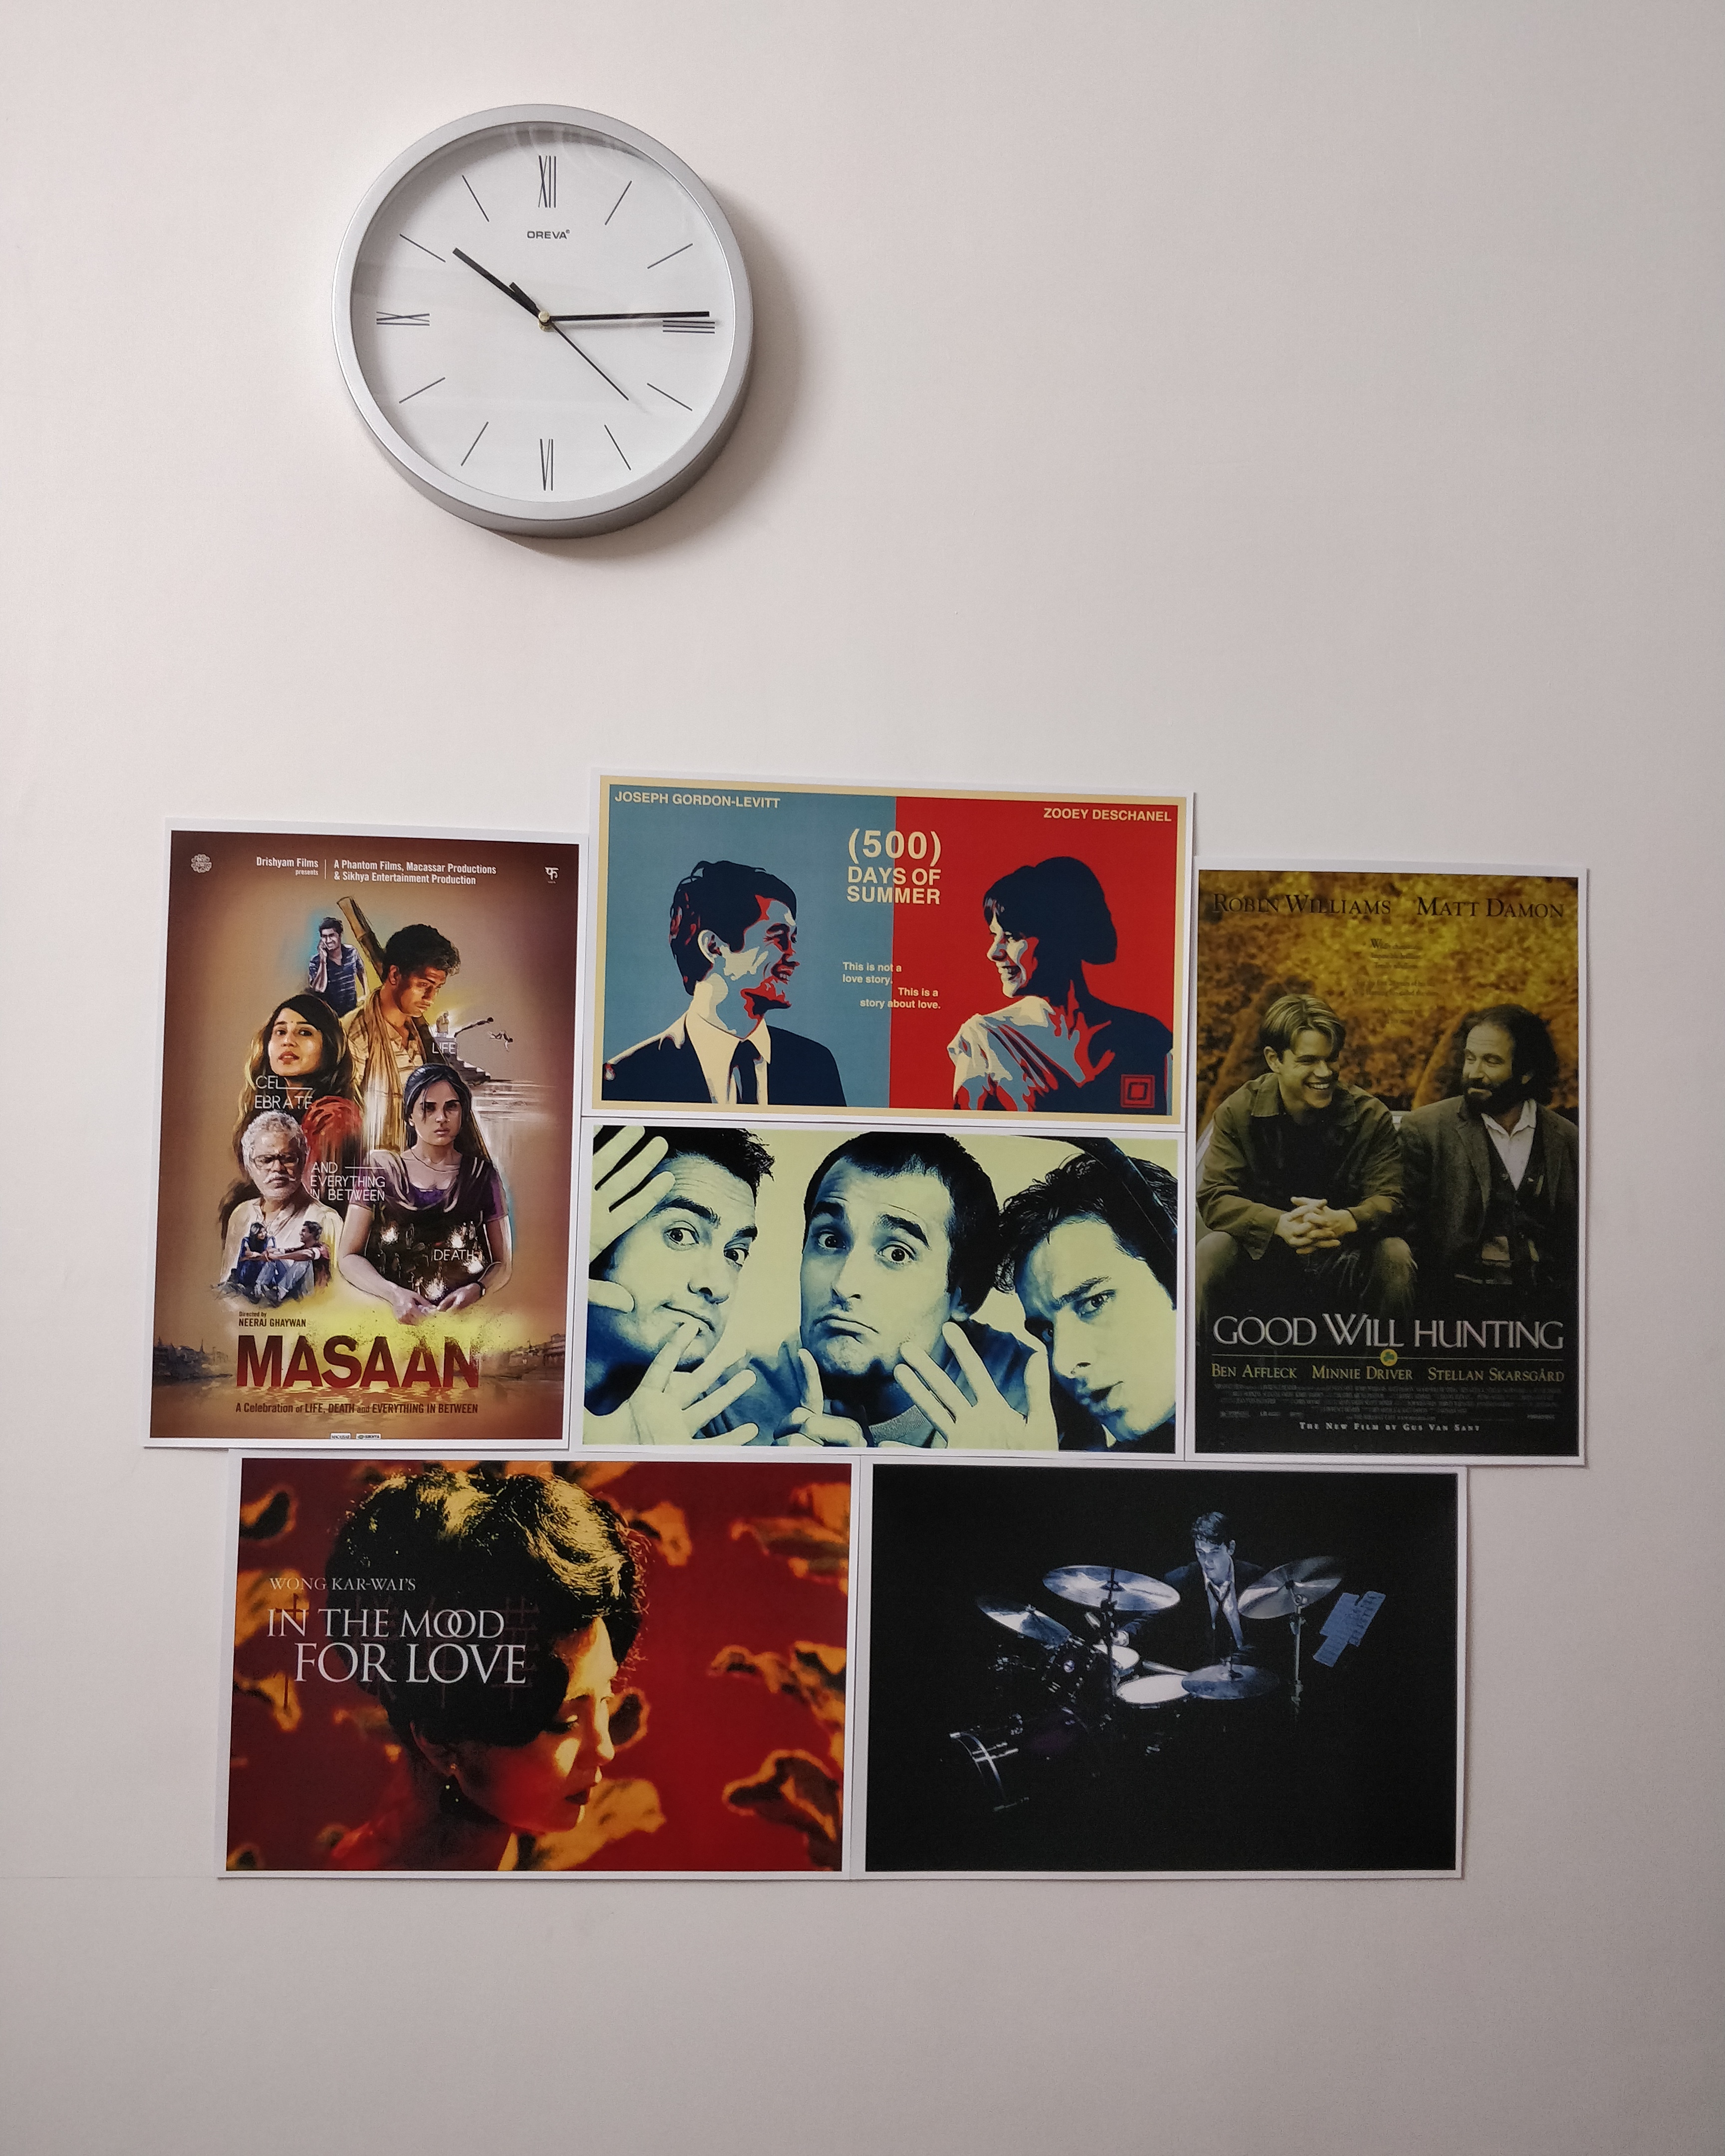 XII
OREVA®
IX
III
VI
JOSEPH GORDON-LEVITT
ZOOEY DESCHANEL
(500)
DAYS OF
SUMMER
This is not a
love story.
This is a
story about love.
Drishyam Films
presents
A Phantom Films, Macassar Productions
& Sikhya Entertainment Production
फ
LIFE
CEL
EBRATE
AND
EVERYTHING
IN BETWEEN
DEATH
Directed by
NEERAJ GHAYWAN
MASAAN
A Celebration of LIFE, DEATH and EVERYTHING IN BETWEEN
ROBIN WILLIAMS MATT DAMON
GOOD WILL HUNTING
BEN AFFLECK MINNIE DRIVER STELLAN SKARSGÅRD
THE NEW FILM BY GUS VAN SANT
WONG KAR-WAI'S
IN THE MOOD
FOR LOVE